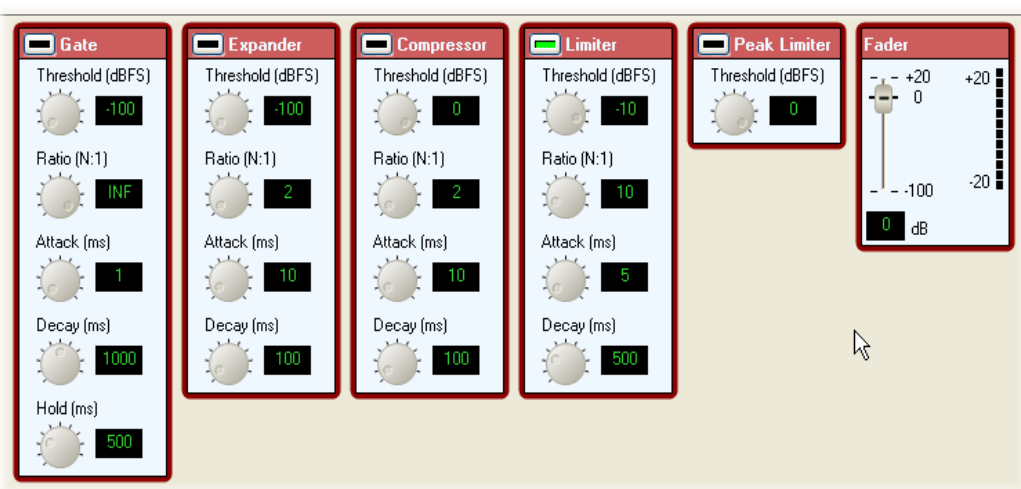 Gate
Threshold (dBFS)
-100
Ratio (N:1)
INF
Attack (ms)
1
Decay (ms)
1000
Hold (ms)
500
Expander
Threshold (dBFS)
-100
Ratio (N:1)
2
Attack (ms)
10
Decay (ms)
100
Compressor
Threshold (dBFS)
0
Ratio (N:1)
2
Attack (ms)
10
Decay (ms)
100
Limiter
Threshold (dBFS)
-10
Ratio (N:1)
10
Attack (ms)
5
Decay (ms)
500
Peak Limiter
Threshold (dBFS)
0
Fader
+20 +20
0
-100 -20
0 dB